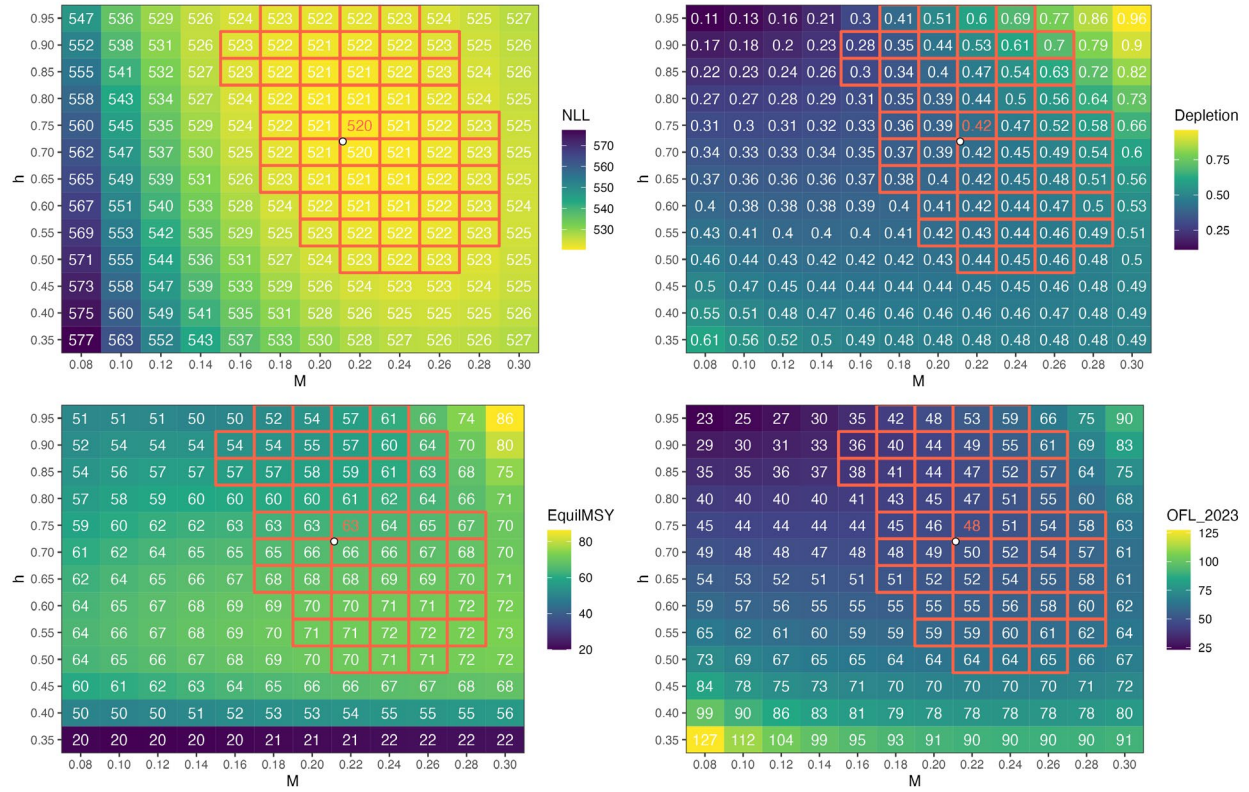 0.95 547 536 529 526 524 523 522 522 523 524 525 527
0.90 552 538 531 526 523 522 521 522 522 523 525 526
0.85 555 541 532 527 523 522 521 521 522 523 524 526
0.80 558 543 534 527 524 522 521 521 521 522 524 525
0.75 560 545 535 529 524 522 521 520 521 522 523 525
0.70 562 547 537 530 525 522 521 520 521 522 523 525
0.65 565 549 539 531 526 523 521 521 521 522 523 525
0.60 567 551 540 533 528 524 522 521 521 522 523 524
0.55 569 553 542 535 529 525 523 522 522 522 523 525
0.50 571 555 544 536 531 527 524 523 522 523 524 525
0.45 573 558 547 539 533 529 526 524 523 523 524 525
0.40 575 560 549 541 535 531 528 526 525 525 525 526
0.35 577 563 552 543 537 533 530 528 527 526 526 527
0.08 0.10 0.12 0.14 0.16 0.18 0.20 0.22 0.24 0.26 0.28 0.30
M
h
NLL
570
560
550
540
530
0.95 0.11 0.13 0.16 0.21 0.3 0.41 0.51 0.6 0.69 0.77 0.86 0.96
0.90 0.17 0.18 0.2 0.23 0.28 0.35 0.44 0.53 0.61 0.7 0.79 0.9
0.85 0.22 0.23 0.24 0.26 0.3 0.34 0.4 0.47 0.54 0.63 0.72 0.82
0.80 0.27 0.27 0.28 0.29 0.31 0.35 0.39 0.44 0.5 0.56 0.64 0.73
0.75 0.31 0.3 0.31 0.32 0.33 0.36 0.39 0.42 0.47 0.52 0.58 0.66
0.70 0.34 0.33 0.33 0.34 0.35 0.37 0.39 0.42 0.45 0.49 0.54 0.6
0.65 0.37 0.36 0.36 0.36 0.37 0.38 0.4 0.42 0.45 0.48 0.51 0.56
0.60 0.4 0.38 0.38 0.38 0.39 0.4 0.41 0.42 0.44 0.47 0.5 0.53
0.55 0.43 0.41 0.4 0.4 0.4 0.41 0.42 0.43 0.44 0.46 0.49 0.51
0.50 0.46 0.44 0.43 0.42 0.42 0.42 0.43 0.44 0.45 0.46 0.48 0.5
0.45 0.5 0.47 0.45 0.44 0.44 0.44 0.44 0.45 0.45 0.46 0.48 0.49
0.40 0.55 0.51 0.48 0.47 0.46 0.46 0.46 0.46 0.46 0.47 0.48 0.49
0.35 0.61 0.56 0.52 0.5 0.49 0.48 0.48 0.48 0.48 0.48 0.48 0.49
0.08 0.10 0.12 0.14 0.16 0.18 0.20 0.22 0.24 0.26 0.28 0.30
M
h
Depletion
0.75
0.50
0.25
0.95 51 51 51 50 50 52 54 57 61 66 74 86
0.90 52 54 54 54 54 54 55 57 60 64 70 80
0.85 54 56 57 57 57 57 58 59 61 63 68 75
0.80 57 58 59 60 60 60 60 61 62 64 66 71
0.75 59 60 62 62 63 63 63 63 64 65 67 70
0.70 61 62 64 65 65 66 66 66 66 67 68 70
0.65 62 64 65 66 67 68 68 68 69 69 70 71
0.60 64 65 67 68 69 69 70 70 71 71 72 72
0.55 64 66 67 68 69 70 71 71 72 72 72 73
0.50 64 65 66 67 68 69 70 70 71 71 72 72
0.45 60 61 62 63 64 65 66 66 67 67 68 68
0.40 50 50 50 51 52 53 53 54 55 55 55 56
0.35 20 20 20 20 20 21 21 21 22 22 22 22
0.08 0.10 0.12 0.14 0.16 0.18 0.20 0.22 0.24 0.26 0.28 0.30
M
h
EquilMSY
80
60
40
20
0.95 23 25 27 30 35 42 48 53 59 66 75 90
0.90 29 30 31 33 36 40 44 49 55 61 69 83
0.85 35 35 36 37 38 41 44 47 52 57 64 75
0.80 40 40 40 41 41 43 45 47 51 55 60 68
0.75 45 44 44 44 44 45 46 48 51 54 58 63
0.70 49 48 48 47 48 48 49 50 52 54 57 61
0.65 54 53 52 51 51 51 52 52 54 55 58 61
0.60 59 57 56 55 55 55 55 55 56 58 60 62
0.55 65 62 61 60 59 59 59 59 60 61 62 64
0.50 73 69 67 65 65 64 64 64 64 65 66 67
0.45 84 78 75 73 71 70 70 70 70 70 71 72
0.40 99 90 86 83 81 79 78 78 78 78 78 80
0.35 127 112 104 99 95 93 91 90 90 90 90 91
0.08 0.10 0.12 0.14 0.16 0.18 0.20 0.22 0.24 0.26 0.28 0.30
M
h
OFL_2023
125
100
75
50
25